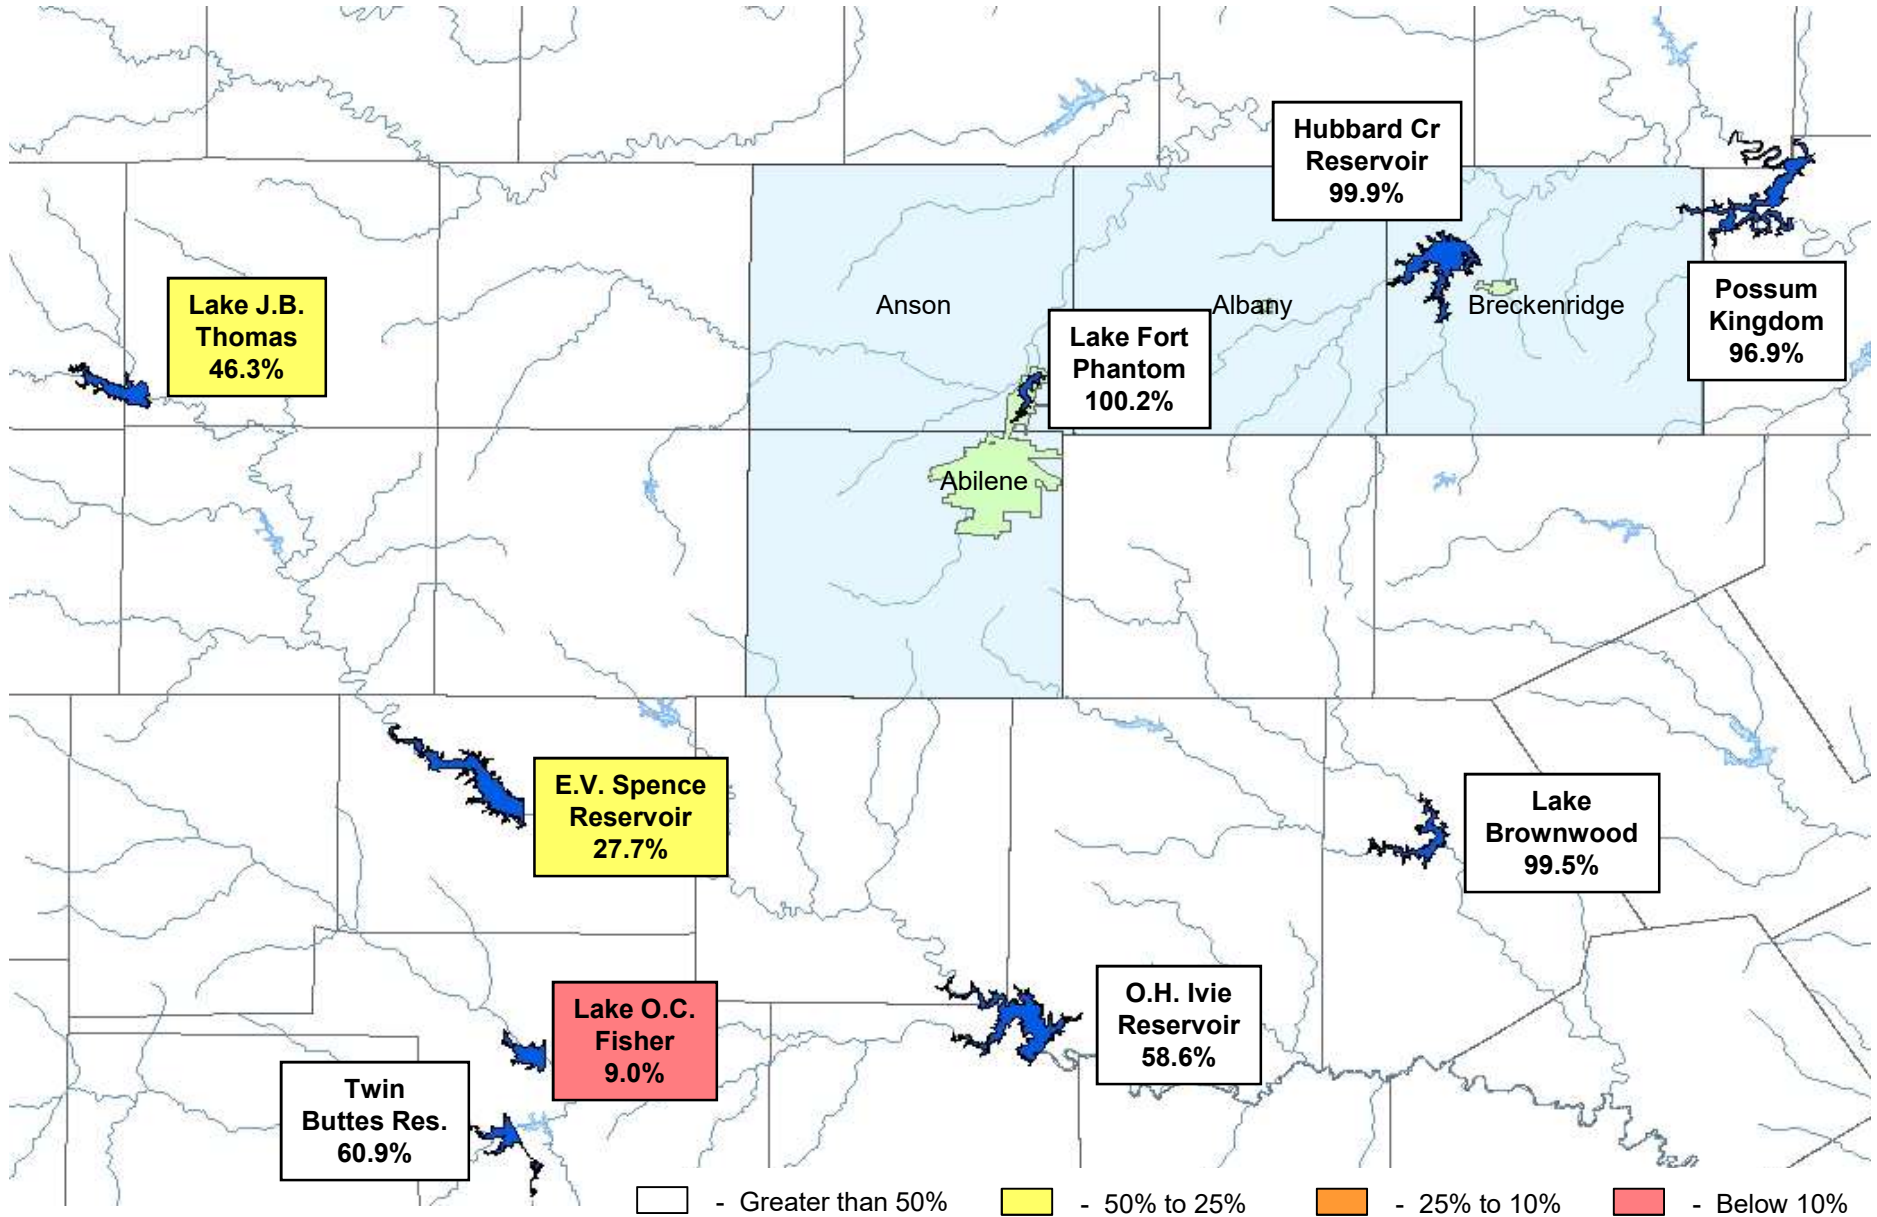 Hubbard Cr
Reservoir
99.9%
Lake J.B.
Thomas
46.3%
Anson
Albany
Breckenridge
Possum
Kingdom
96.9%
Lake Fort
Phantom
100.2%
Abilene
E.V. Spence
Reservoir
27.7%
Lake
Brownwood
99.5%
Lake O.C.
Fisher
9.0%
O.H. Ivie
Reservoir
58.6%
Twin
Buttes Res.
60.9%
- Greater than 50%
- 50% to 25%
- 25% to 10%
- Below 10%